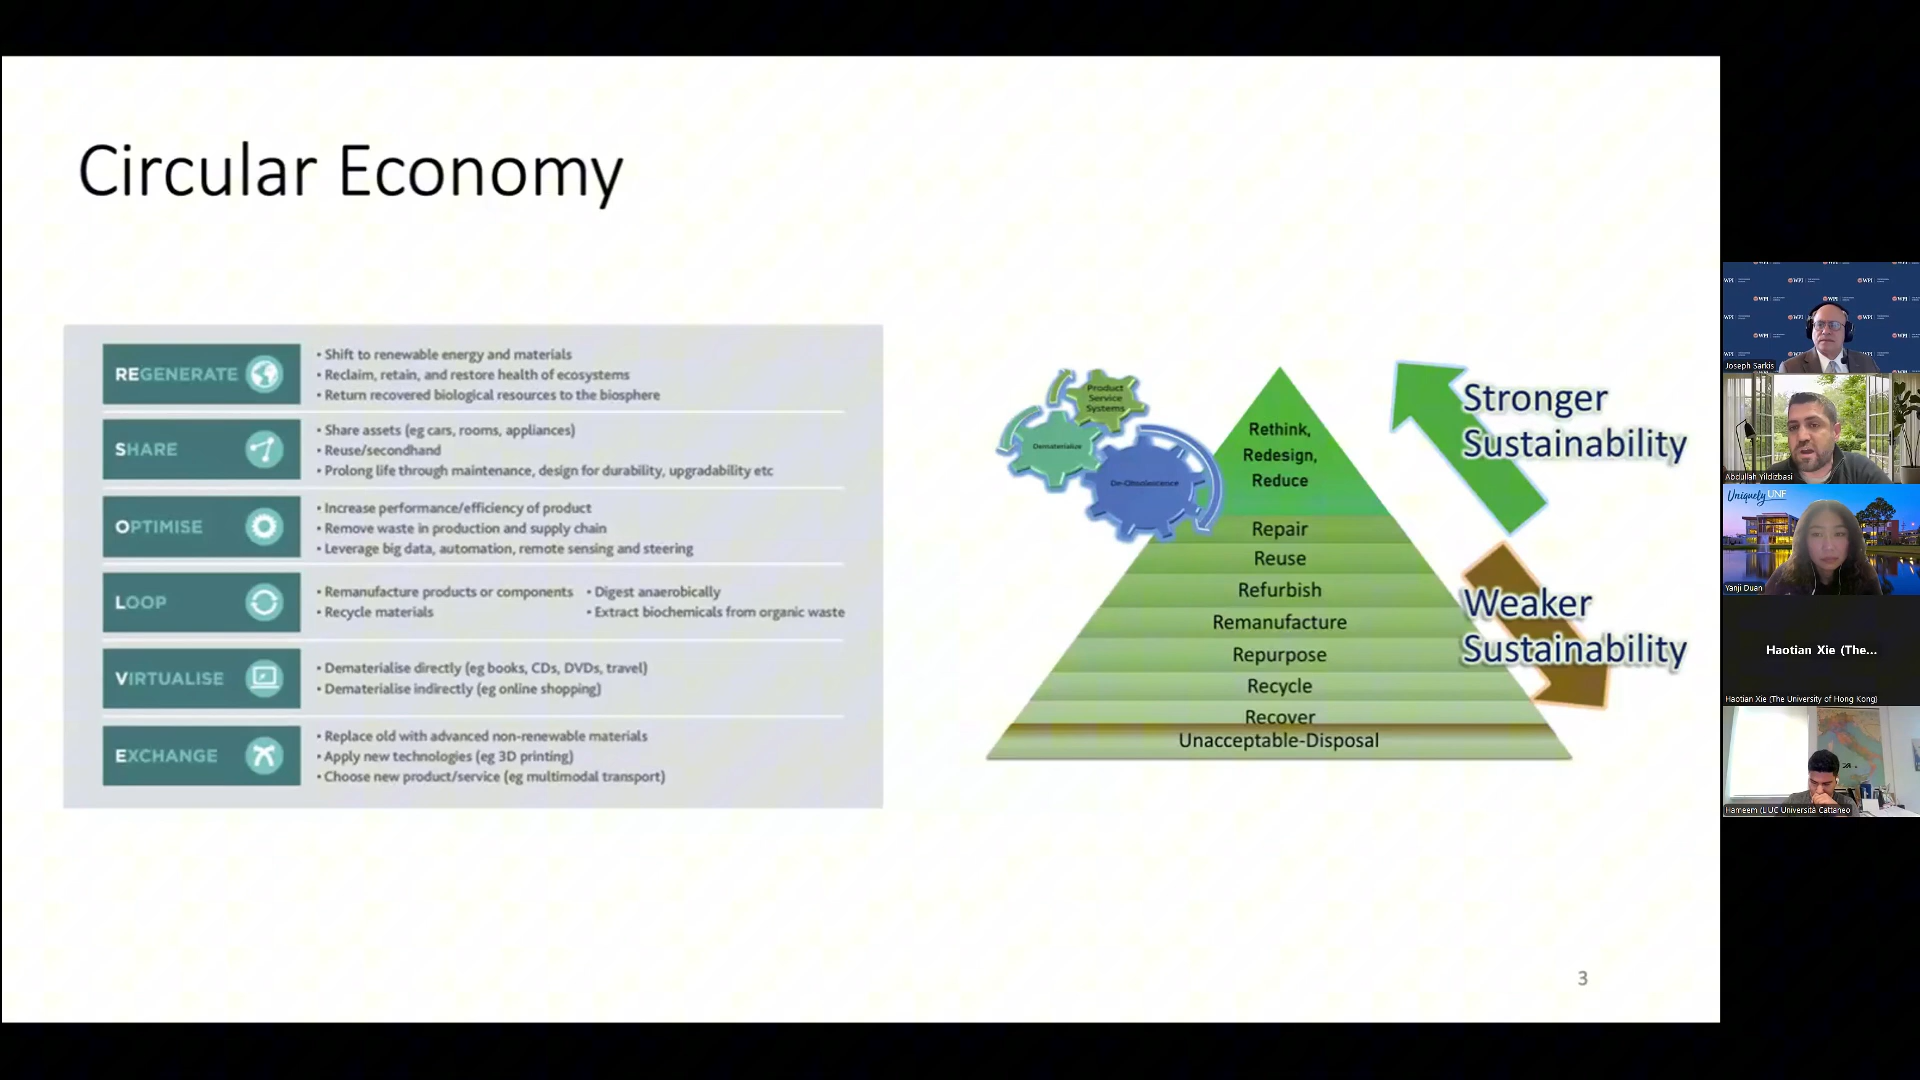 Circular Economy
REGENERATE
• Shift to renewable energy and materials
• Reclaim, retain, and restore health of ecosystems
• Return recovered biological resources to the biosphere
SHARE
• Share assets (eg cars, rooms, appliances)
• Reuse/secondhand
• Prolong life through maintenance, design for durability, upgradability etc
OPTIMISE
• Increase performance/efficiency of product
• Remove waste in production and supply chain
• Leverage big data, automation, remote sensing and steering
LOOP
• Remanufacture products or components
• Recycle materials
• Digest anaerobically
• Extract biochemicals from organic waste
VIRTUALISE
• Dematerialise directly (eg books, CDs, DVDs, travel)
• Dematerialise indirectly (eg online shopping)
EXCHANGE
• Replace old with advanced non-renewable materials
• Apply new technologies (eg 3D printing)
• Choose new product/service (eg multimodal transport)
Product
Service
Systems
Dematerialize
De-Obsolescence
Rethink,
Redesign,
Reduce
Repair
Reuse
Refurbish
Remanufacture
Repurpose
Recycle
Recover
Unacceptable-Disposal
Stronger
Sustainability
Weaker
Sustainability
3
WPI
Joseph Sarkis
Abdullah Yildizbasi
Uniquely UNF
Yanji Duan
Haotian Xie (The...
Haotian Xie (The University of Hong Kong)
Hameem (LIUC Università Cattaneo